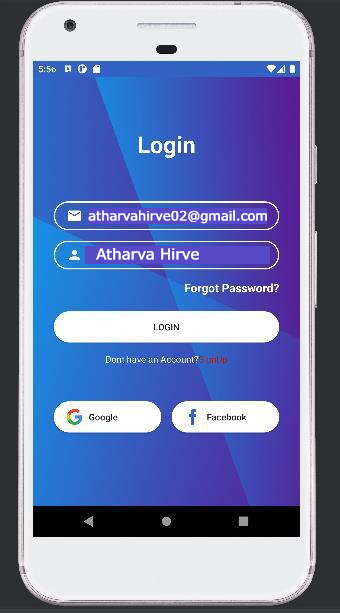 5:56
Login
atharvahirve02@gmail.com
Atharva Hirve
Forgot Password?
LOGIN
Dont have an Account?SignUp
Google
Facebook